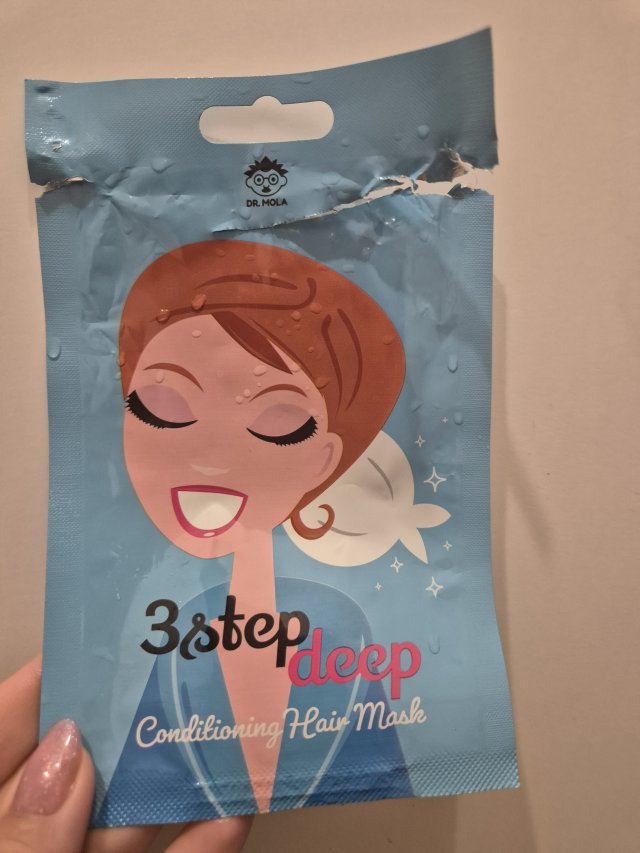 DR. MOLA
3step
deep
Conditioning Hair Mask